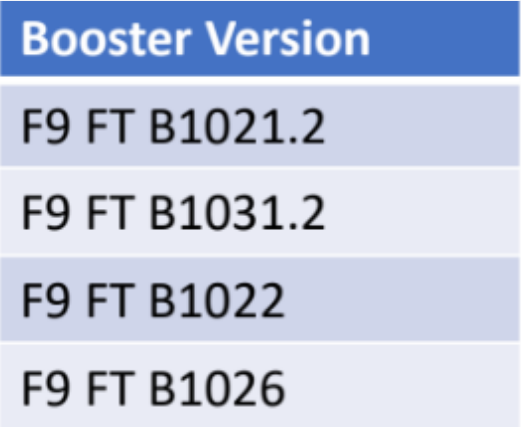 Booster Version
F9 FT B1021.2
F9 FT B1031.2
F9 FT B1022
F9 FT B1026